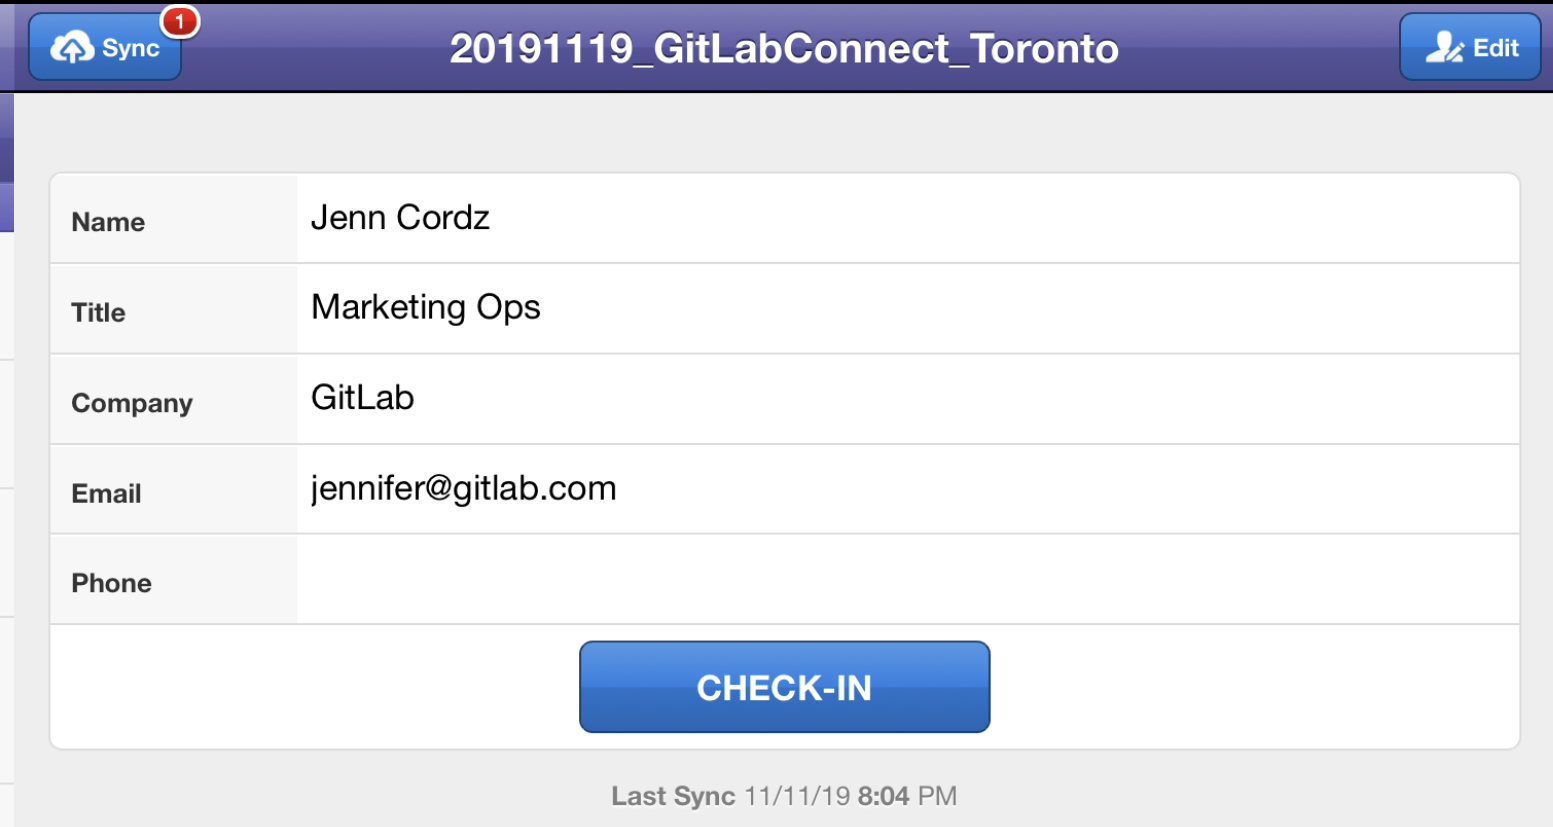 Sync 1 20191119_GitLabConnect_Toronto Edit
Name Jenn Cordz
Title Marketing Ops
Company GitLab
Email jennifer@gitlab.com
Phone
CHECK-IN
Last Sync 11/11/19 8:04 PM